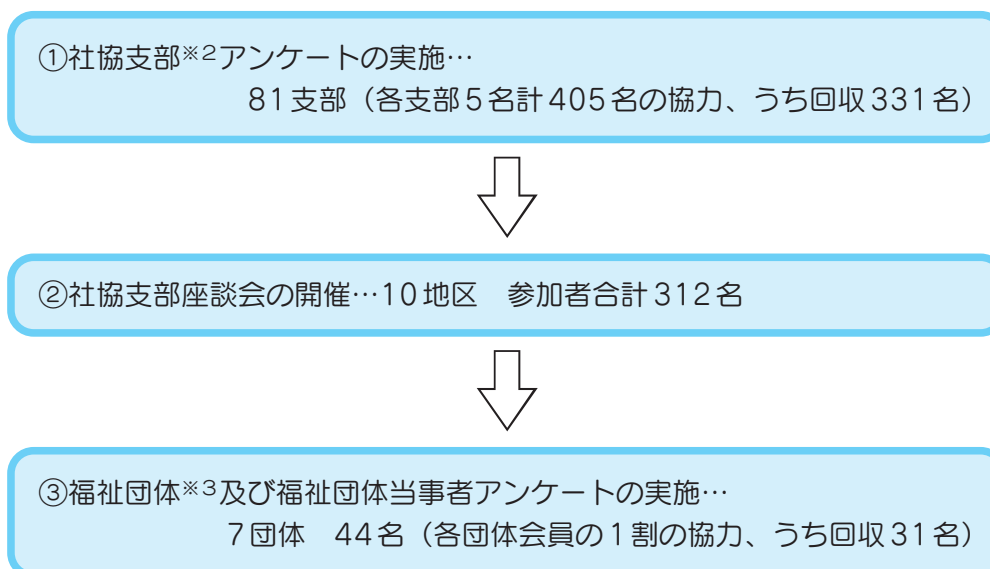 ①社協支部※2アンケートの実施…
81支部（各支部5名計405名の協力、うち回収331名）
②社協支部座談会の開催…10地区　参加者合計312名
③福祉団体※3及び福祉団体当事者アンケートの実施…
7団体　44名（各団体会員の1割の協力、うち回収31名）